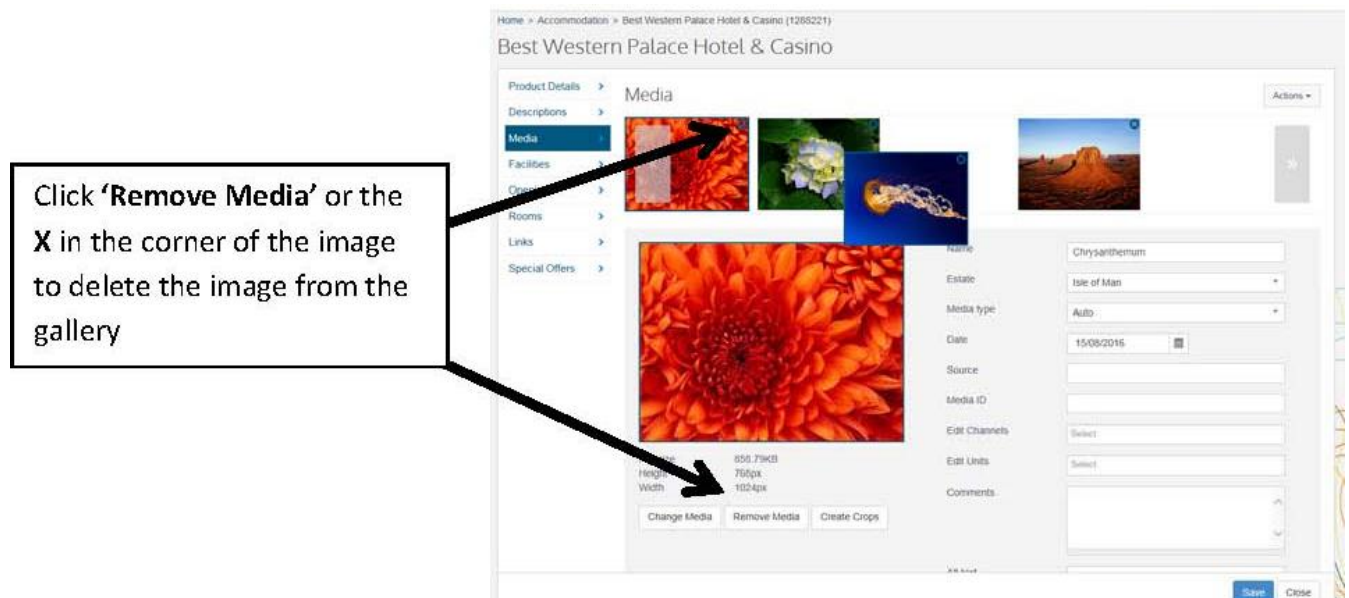 Home > Accommodation > Best Western Palace Hotel & Casino (1288221)
Best Western Palace Hotel & Casino
Product Details
Descriptions
Media
Facilities
Rooms
Links
Special Offers
Media
Actions
Click 'Remove Media' or the
X in the corner of the image
to delete the image from the
gallery
Name Chrysanthemum
Estate Isle of Man
Media type Auto
Date 15/08/2016
Source
Media ID
Edit Channels Select
Edit Units Select
Comments
656.79KB
Height 768px
Width 1024px
Change Media Remove Media Create Crops
Save Close